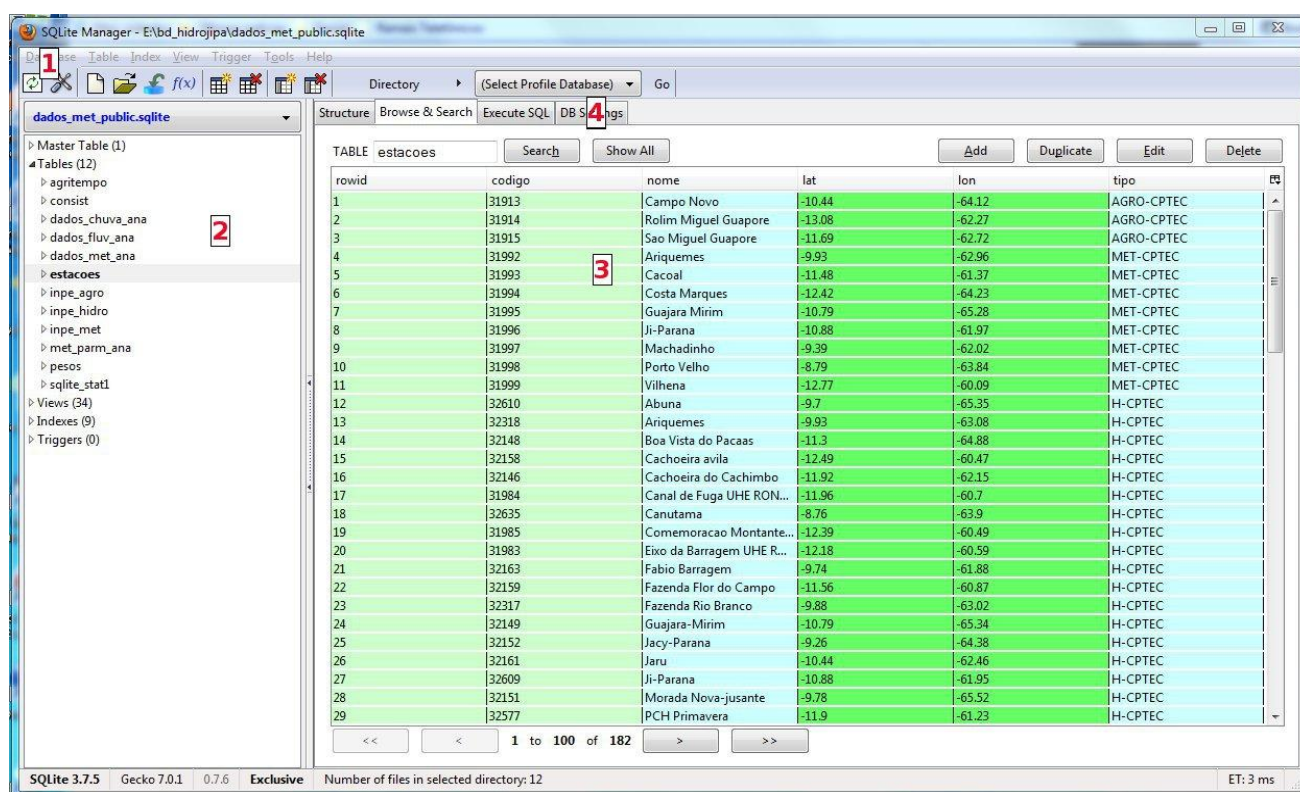 SQLite Manager - E:\bd_hidrojipa\dados_met_public.sqlite
Table Index View Trigger Tools Help
1
f(x) Directory (Select Profile Database) Go
dados_met_public.sqlite
Structure Browse & Search Execute SQL DB
4
Master Table (1)
Tables (12)
agritempo
consist
dados_chuva_ana
dados_fluv_ana
dados_met_ana
estacoes
inpe_agro
inpe_hidro
inpe_met
met_parm_ana
pesos
sqlite_stat1
Views (34)
Indexes (9)
Triggers (0)
2
TABLE estacoes Search Show All Add Duplicate Edit Delete
rowid codigo nome lat lon tipo
1 31913 Campo Novo -10.44 -64.12 AGRO-CPTEC
2 31914 Rolim Miguel Guapore -13.08 -62.27 AGRO-CPTEC
3 31915 Sao Miguel Guapore -11.69 -62.72 AGRO-CPTEC
4 31992 Ariquemes -9.93 -62.96 MET-CPTEC
5 31993 Cacoal -11.48 -61.37 MET-CPTEC
3
6 31994 Costa Marques -12.42 -64.23 MET-CPTEC
7 31995 Guajara Mirim -10.79 -65.28 MET-CPTEC
8 31996 Ji-Parana -10.88 -61.97 MET-CPTEC
9 31997 Machadinho -9.39 -62.02 MET-CPTEC
10 31998 Porto Velho -8.79 -63.84 MET-CPTEC
11 31999 Vilhena -12.77 -60.09 MET-CPTEC
12 32610 Abuna -9.7 -65.35 H-CPTEC
13 32318 Ariquemes -9.93 -63.08 H-CPTEC
14 32148 Boa Vista do Pacaas -11.3 -64.88 H-CPTEC
15 32158 Cachoeira avila -12.49 -60.47 H-CPTEC
16 32146 Cachoeira do Cachimbo -11.92 -62.15 H-CPTEC
17 31984 Canal de Fuga UHE RON... -11.96 -60.7 H-CPTEC
18 32635 Canutama -8.76 -63.9 H-CPTEC
19 31985 Comemoracao Montante... -12.39 -60.49 H-CPTEC
20 31983 Eixo da Barragem UHE R... -12.18 -60.59 H-CPTEC
21 32163 Fabio Barragem -9.74 -61.88 H-CPTEC
22 32159 Fazenda Flor do Campo -11.56 -60.87 H-CPTEC
23 32317 Fazenda Rio Branco -9.88 -63.02 H-CPTEC
24 32149 Guajara-Mirim -10.79 -65.34 H-CPTEC
25 32152 Jacy-Parana -9.26 -64.38 H-CPTEC
26 32161 Jaru -10.44 -62.46 H-CPTEC
27 32609 Ji-Parana -10.88 -61.95 H-CPTEC
28 32151 Morada Nova-jusante -9.78 -65.52 H-CPTEC
29 32577 PCH Primavera -11.9 -61.23 H-CPTEC
<< < 1 to 100 of 182 > >>
SQLite 3.7.5 Gecko 7.0.1 0.7.6 Exclusive Number of files in selected directory: 12 ET: 3 ms